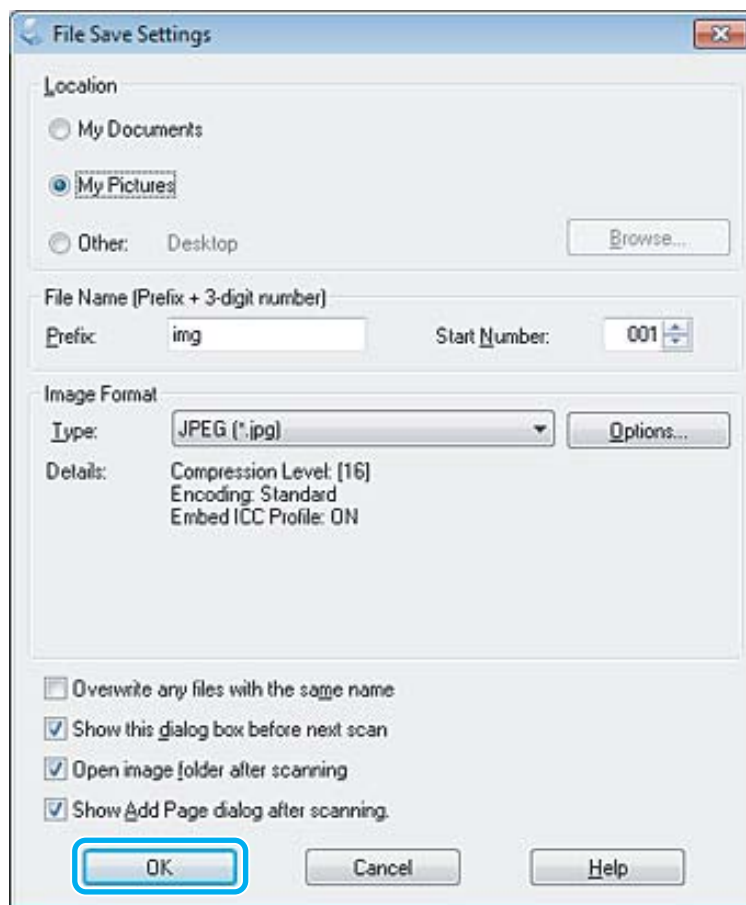 File Save Settings
Location
My Documents
My Pictures
Other: Desktop Browse...
File Name (Prefix + 3-digit number)
Prefix: img Start Number: 001
Image Format
Type: JPEG (*.jpg) Options...
Details: Compression Level: [16]
Encoding: Standard
Embed ICC Profile: ON
Overwrite any files with the same name
Show this dialog box before next scan
Open image folder after scanning
Show Add Page dialog after scanning.
OK Cancel Help